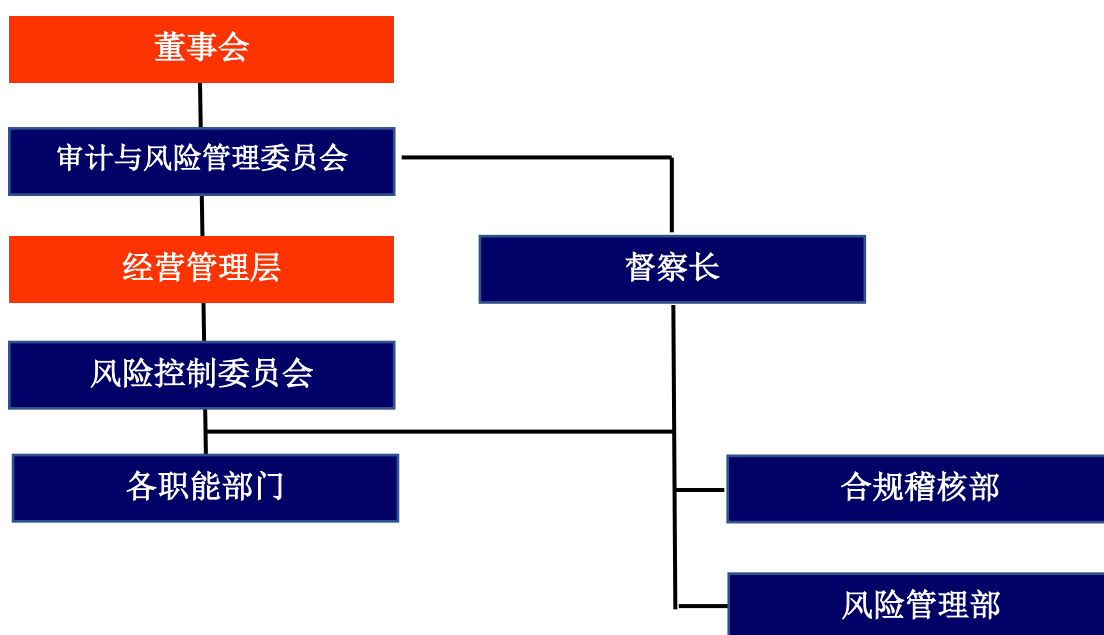 董事会
审计与风险管理委员会
经营管理层
督察长
风险控制委员会
各职能部门
合规稽核部
风险管理部